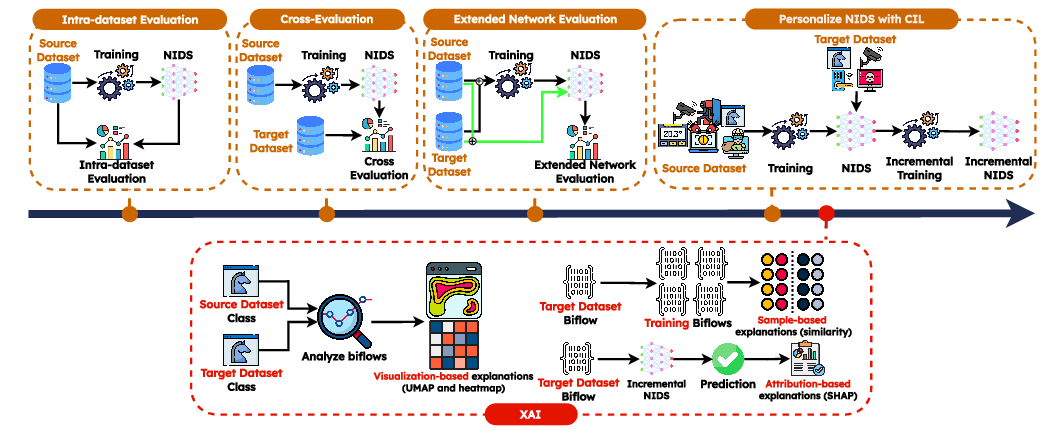 Intra-dataset Evaluation
Source
Dataset
Training
NIDS
Intra-dataset
Evaluation
Cross-Evaluation
Source
Dataset
Training
NIDS
Target
Dataset
Cross
Evaluation
Extended Network Evaluation
Source
Dataset
Training
NIDS
Target
Dataset
Extended Network
Evaluation
Personalize NIDS with CIL
Target Dataset
20.3°
Source Dataset
Training
NIDS
Incremental
Training
Incremental
NIDS
Source Dataset
Class
Target Dataset
Class
Analyze biflows
Visualization-based explanations
(UMAP and heatmap)
Target Dataset
Biflow
Training Biflows
Sample-based
explanations (similarity)
Target Dataset
Biflow
Incremental
NIDS
Prediction
Attribution-based
explanations (SHAP)
XAI